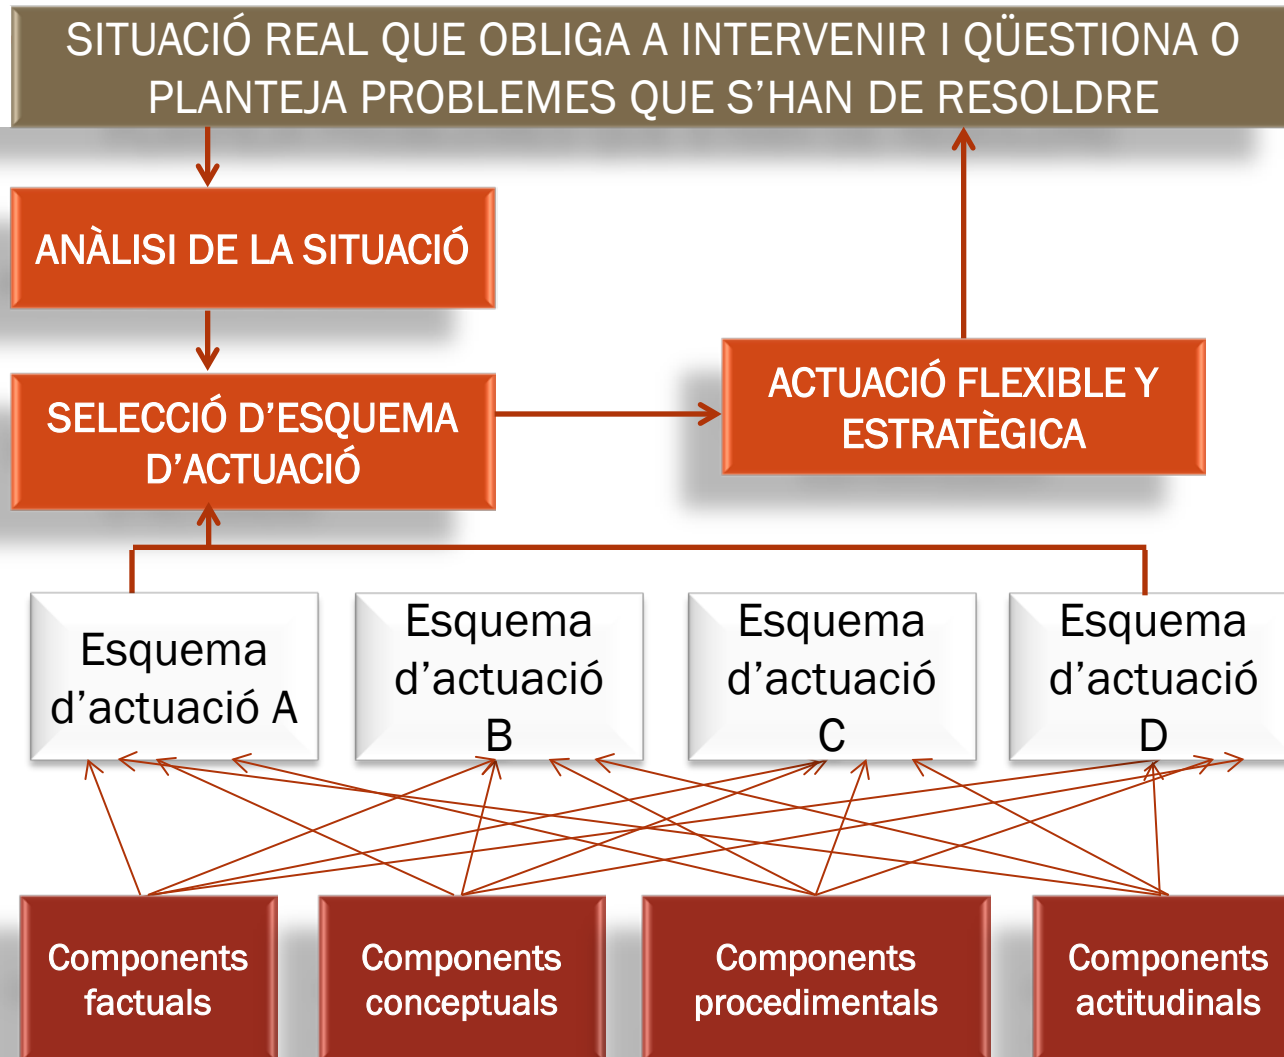 SITUACIÓ REAL QUE OBLIGA A INTERVENIR I QÜESTIONA O
PLANTEJA PROBLEMES QUE S’HAN DE RESOLDRE
ANÀLISI DE LA SITUACIÓ
SELECCIÓ D’ESQUEMA
D’ACTUACIÓ
ACTUACIÓ FLEXIBLE Y
ESTRATÈGICA
Esquema
d’actuació A
Esquema
d’actuació
B
Esquema
d’actuació
C
Esquema
d’actuació
D
Components
factuals
Components
conceptuals
Components
procedimentals
Components
actitudinals